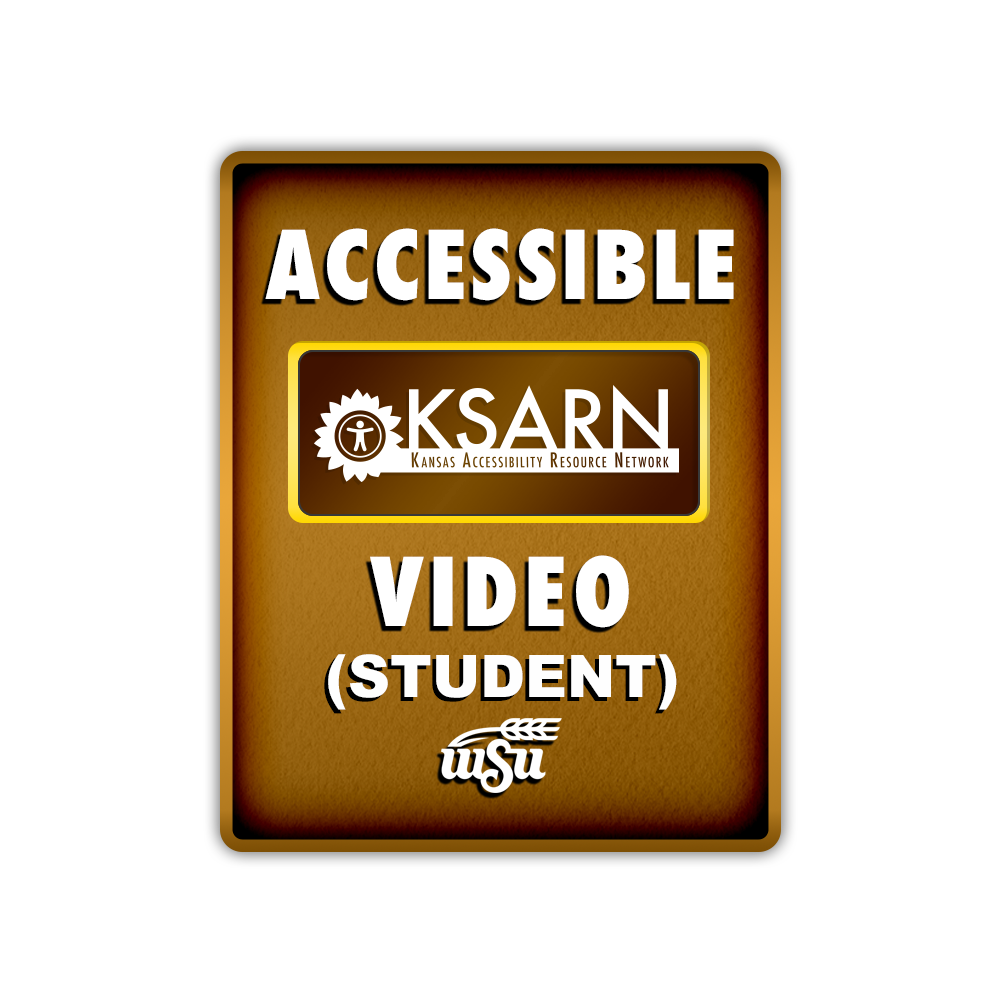 ACCESSIBLE
KSARN
KANSAS ACCESSIBILITY RESOURCE NETWORK
VIDEO
(STUDENT)
wsu